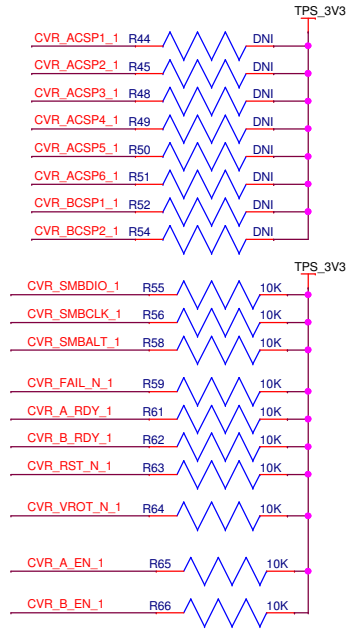 TPS_3V3
CVR_ACSP1_1 R44 DNI
CVR_ACSP2_1 R45 DNI
CVR_ACSP3_1 R48 DNI
CVR_ACSP4_1 R49 DNI
CVR_ACSP5_1 R50 DNI
CVR_ACSP6_1 R51 DNI
CVR_BCSP1_1 R52 DNI
CVR_BCSP2_1 R54 DNI
TPS_3V3
CVR_SMBDIO_1 R55 10K
CVR_SMBCLK_1 R56 10K
CVR_SMBALT_1 R58 10K
CVR_FAIL_N_1 R59 10K
CVR_A_RDY_1 R61 10K
CVR_B_RDY_1 R62 10K
CVR_RST_N_1 R63 10K
CVR_VROT_N_1 R64 10K
CVR_A_EN_1 R65 10K
CVR_B_EN_1 R66 10K